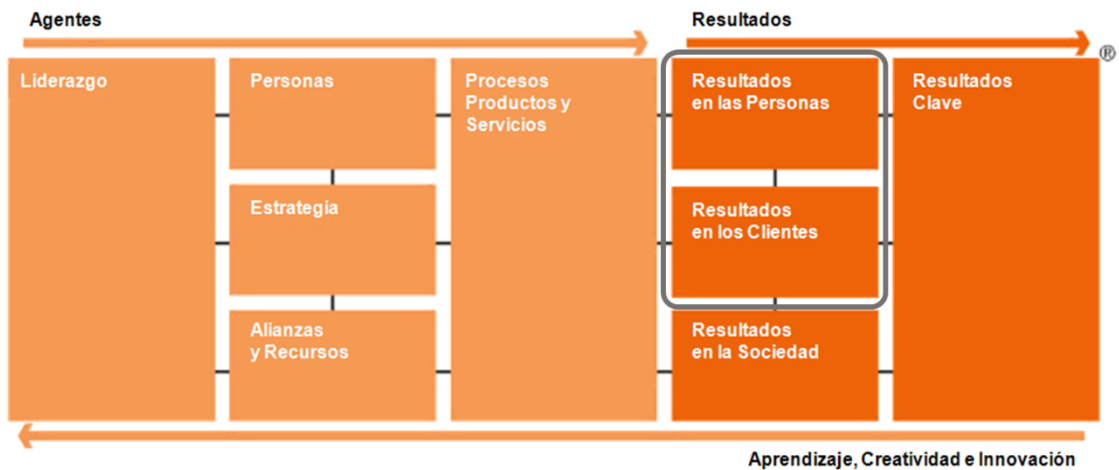 Agentes
Resultados
®
Liderazgo
Personas
Procesos
Productos y
Servicios
Resultados
en las Personas
Resultados
Clave
Estrategia
Resultados
en los Clientes
Alianzas
y Recursos
Resultados
en la Sociedad
Aprendizaje, Creatividad e Innovación